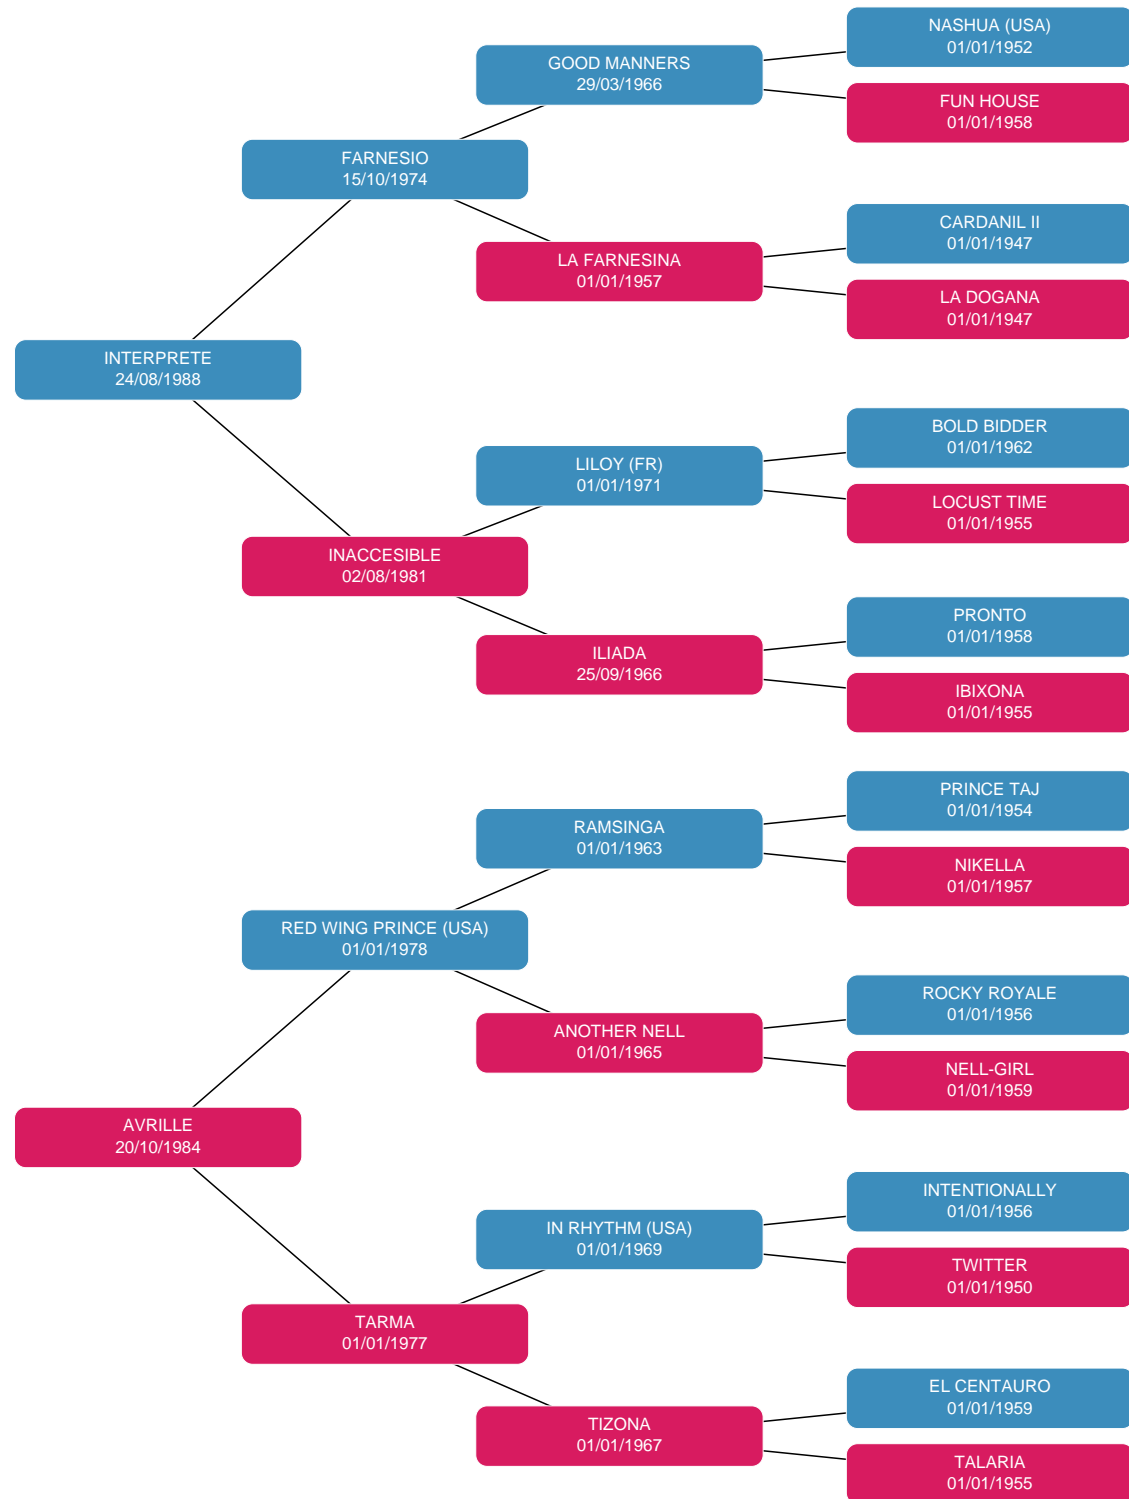 NASHUA (USA)
01/01/1952
GOOD MANNERS
29/03/1966
FUN HOUSE
01/01/1958
FARNESIO
15/10/1974
CARDANIL II
01/01/1947
LA FARNESINA
01/01/1957
LA DOGANA
01/01/1947
INTERPRETE
24/08/1988
BOLD BIDDER
01/01/1962
LILOY (FR)
01/01/1971
LOCUST TIME
01/01/1955
INACCESIBLE
02/08/1981
PRONTO
01/01/1958
ILIADA
25/09/1966
IBIXONA
01/01/1955
PRINCE TAJ
01/01/1954
RAMSINGA
01/01/1963
NIKELLA
01/01/1957
RED WING PRINCE (USA)
01/01/1978
ROCKY ROYALE
01/01/1956
ANOTHER NELL
01/01/1965
NELL-GIRL
01/01/1959
AVRILLE
20/10/1984
INTENTIONALLY
01/01/1956
IN RHYTHM (USA)
01/01/1969
TWITTER
01/01/1950
TARMA
01/01/1977
EL CENTAURO
01/01/1959
TIZONA
01/01/1967
TALARIA
01/01/1955